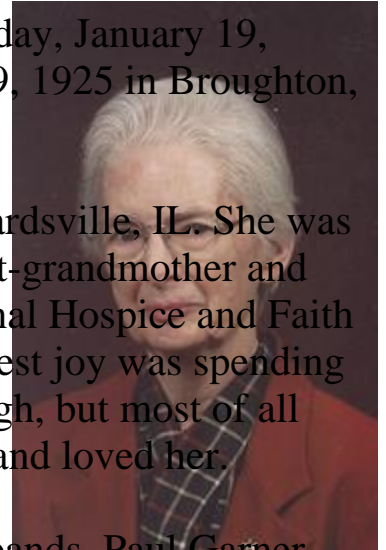 day, January 19,
9, 1925 in Broughton,
ardsville, IL. She was
t-grandmother and
nal Hospice and Faith
est joy was spending
gh, but most of all
and loved her.
bands, Paul Garner